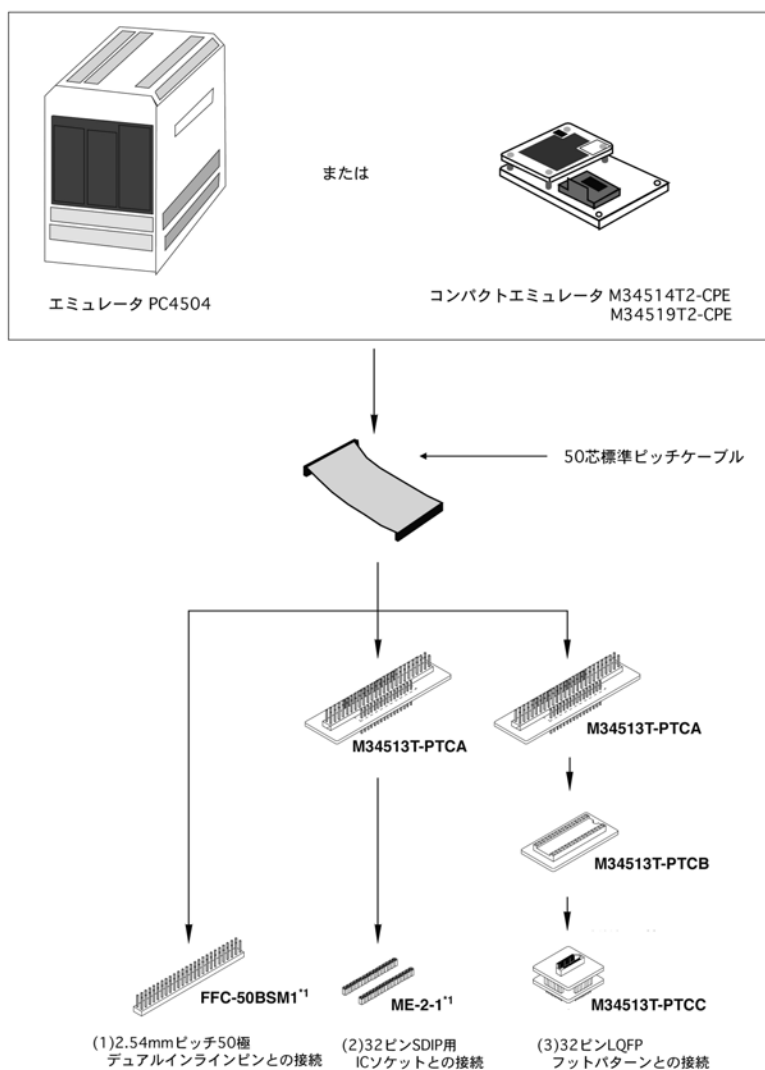 または
エミュレータ PC4504
コンパクトエミュレータ M34514T2-CPE
M34519T2-CPE
50芯標準ピッチケーブル
M34513T-PTCA
M34513T-PTCA
M34513T-PTCB
FFC-50BSM1*1
ME-2-1*1
M34513T-PTCC
(1)2.54mmピッチ50極
デュアルインラインピンとの接続
(2)32ピンSDIP用
ICソケットとの接続
(3)32ピンLQFP
フットパターンとの接続